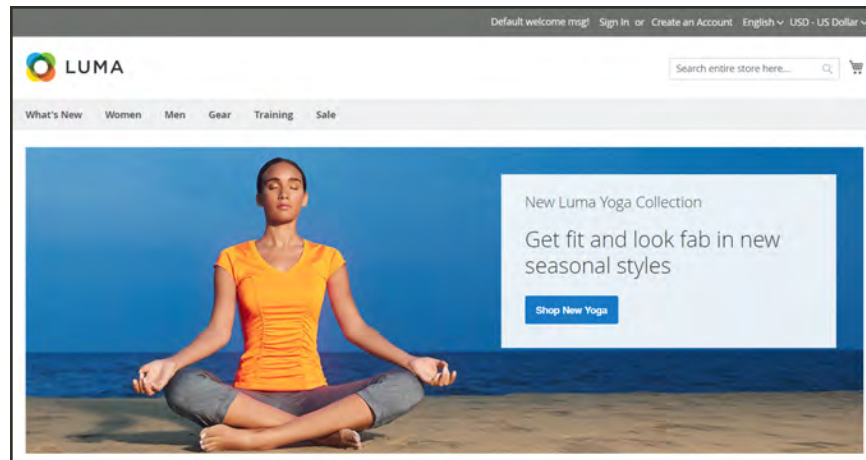 Default welcome msg! Sign In or Create an Account English USD - US Dollar
LUMA
Search entire store here...
What's New Women Men Gear Training Sale
New Luma Yoga Collection
Get fit and look fab in new
seasonal styles
Shop New Yoga